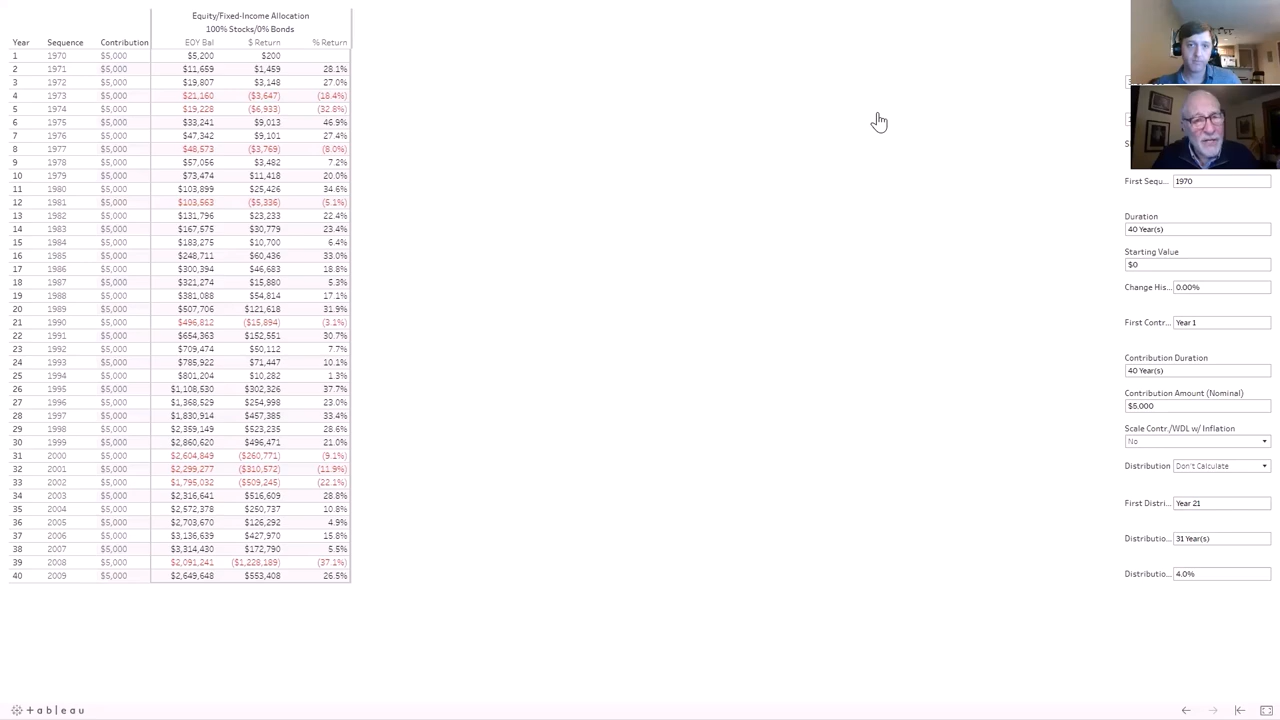 Equity/Fixed-Income Allocation
100% Stocks/0% Bonds
Year Sequence Contribution EOY Bal $ Return % Return
1 1970 $5,000 $5,200 $200
2 1971 $5,000 $11,659 $1,459 28.1%
3 1972 $5,000 $19,807 $3,148 27.0%
4 1973 $5,000 $21,160 ($3,647) (18.4%)
5 1974 $5,000 $19,228 ($6,933) (32.8%)
6 1975 $5,000 $33,241 $9,013 46.9%
7 1976 $5,000 $47,342 $9,101 27.4%
8 1977 $5,000 $48,573 ($3,769) (8.0%)
9 1978 $5,000 $57,056 $3,482 7.2%
10 1979 $5,000 $73,474 $11,418 20.0%
11 1980 $5,000 $103,899 $25,426 34.6%
12 1981 $5,000 $103,563 ($5,336) (5.1%)
13 1982 $5,000 $131,796 $23,233 22.4%
14 1983 $5,000 $167,575 $30,779 23.4%
15 1984 $5,000 $183,275 $10,700 6.4%
16 1985 $5,000 $248,711 $60,436 33.0%
17 1986 $5,000 $300,394 $46,683 18.8%
18 1987 $5,000 $321,274 $15,880 5.3%
19 1988 $5,000 $381,088 $54,814 17.1%
20 1989 $5,000 $507,706 $121,618 31.9%
21 1990 $5,000 $496,812 ($15,894) (3.1%)
22 1991 $5,000 $654,363 $152,551 30.7%
23 1992 $5,000 $709,474 $50,112 7.7%
24 1993 $5,000 $785,922 $71,447 10.1%
25 1994 $5,000 $801,204 $10,282 1.3%
26 1995 $5,000 $1,108,530 $302,326 37.7%
27 1996 $5,000 $1,368,529 $254,998 23.0%
28 1997 $5,000 $1,830,914 $457,385 33.4%
29 1998 $5,000 $2,359,149 $523,235 28.6%
30 1999 $5,000 $2,860,620 $496,471 21.0%
31 2000 $5,000 $2,604,849 ($260,771) (9.1%)
32 2001 $5,000 $2,299,277 ($310,572) (11.9%)
33 2002 $5,000 $1,795,032 ($509,245) (22.1%)
34 2003 $5,000 $2,316,641 $516,609 28.8%
35 2004 $5,000 $2,572,378 $250,737 10.8%
36 2005 $5,000 $2,703,670 $126,292 4.9%
37 2006 $5,000 $3,136,639 $427,970 15.8%
38 2007 $5,000 $3,314,430 $172,790 5.5%
39 2008 $5,000 $2,091,241 ($1,228,189) (37.1%)
40 2009 $5,000 $2,649,648 $553,408 26.5%
First Sequ... 1970
Duration
40 Year(s)
Starting Value
$0
Change His... 0.00%
First Contr... Year 1
Contribution Duration
40 Year(s)
Contribution Amount (Nominal)
$5,000
Scale Contr./WDL w/ Inflation
No
Distribution Don't Calculate
First Distri... Year 21
Distributio... 31 Year(s)
Distributio... 4.0%
+ableau